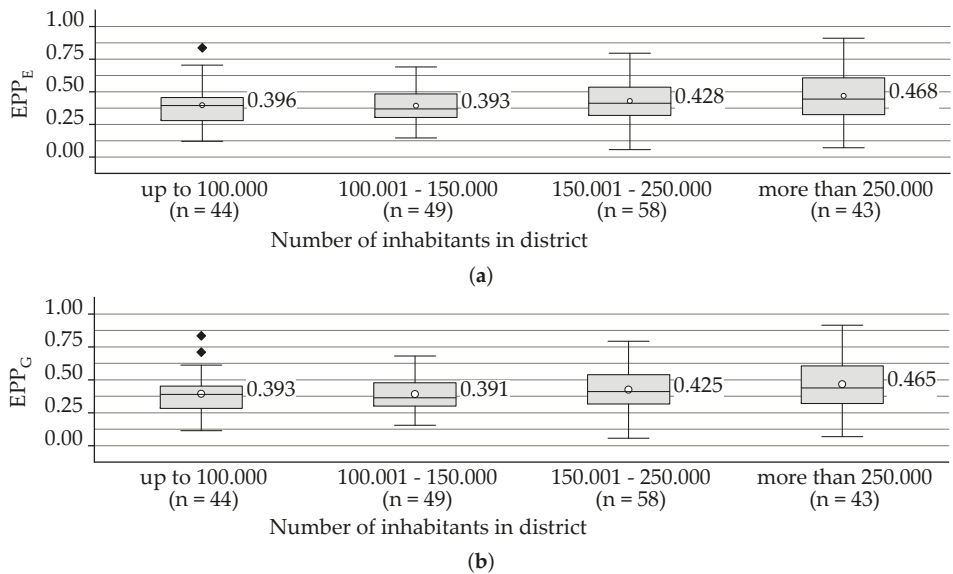 1.00
0.75
0.50
0.25
0.00
EPP_E
0.396
0.393
0.428
0.468
up to 100.000 100.001 - 150.000 150.001 - 250.000 more than 250.000
(n = 44) (n = 49) (n = 58) (n = 43)
Number of inhabitants in district
(a)
1.00
0.75
0.50
0.25
0.00
EPP_G
0.393
0.391
0.425
0.465
up to 100.000 100.001 - 150.000 150.001 - 250.000 more than 250.000
(n = 44) (n = 49) (n = 58) (n = 43)
Number of inhabitants in district
(b)